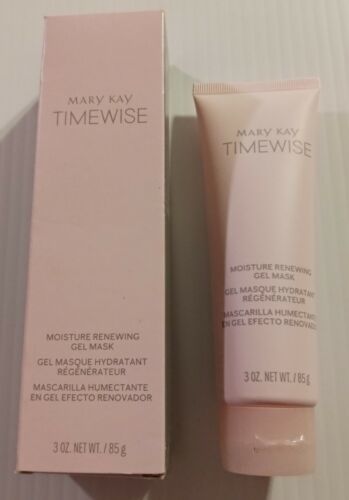 MARY KAY
TIMEWISE
MOISTURE RENEWING
GEL MASK
GEL MASQUE HYDRATANT
RÉGÉNÉRATEUR
MASCARILLA HUMECTANTE
EN GEL EFECTO RENOVADOR
3 OZ. NET WT. / 85 g
MARY KAY
TIMEWISE
MOISTURE RENEWING
GEL MASK
GEL MASQUE HYDRATANT
RÉGÉNÉRATEUR
MASCARILLA HUMECTANTE
EN GEL EFECTO RENOVADOR
3 OZ. NET WT. / 85 g